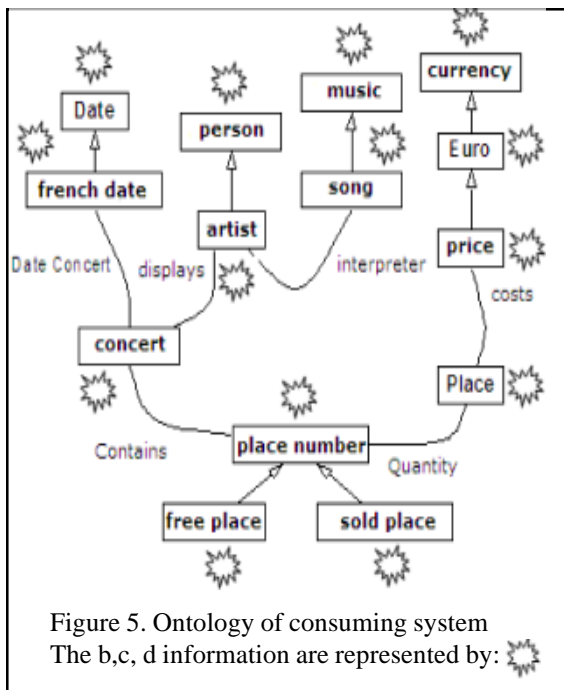 currency
music
Date
person
Euro
french date
song
artist
Date Concert
displays
interpreter
price
costs
concert
Place
Contains
place number
Quantity
free place
sold place
Figure 5. Ontology of consuming system
The b,c, d information are represented by: